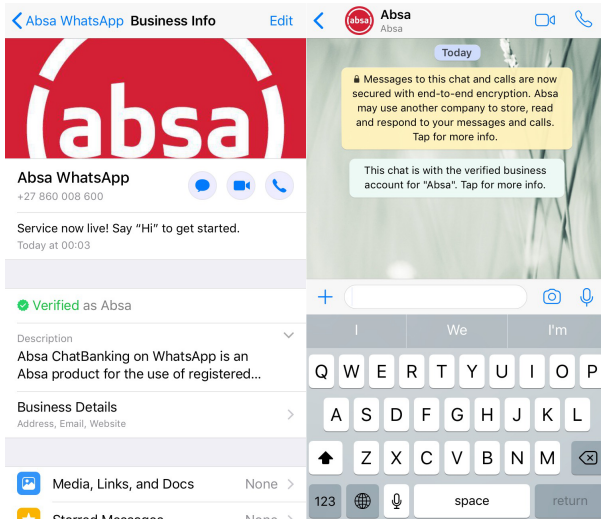 Absa WhatsApp Business Info Edit
absa
Absa WhatsApp
+27 860 008 600
Service now live! Say “Hi” to get started.
Today at 00:03
Verified as Absa
Description
Absa ChatBanking on WhatsApp is an
Absa product for the use of registered...
Business Details
Address, Email, Website
Media, Links, and Docs None
Starred Messages None
absa
Absa
Absa
Today
Messages to this chat and calls are now
secured with end-to-end encryption. Absa
may use another company to store, read
and respond to your messages and calls.
Tap for more info.
This chat is with the verified business
account for "Absa". Tap for more info.
I We I'm
Q W E R T Y U I O P
A S D F G H J K L
Z X C V B N M
123 space return